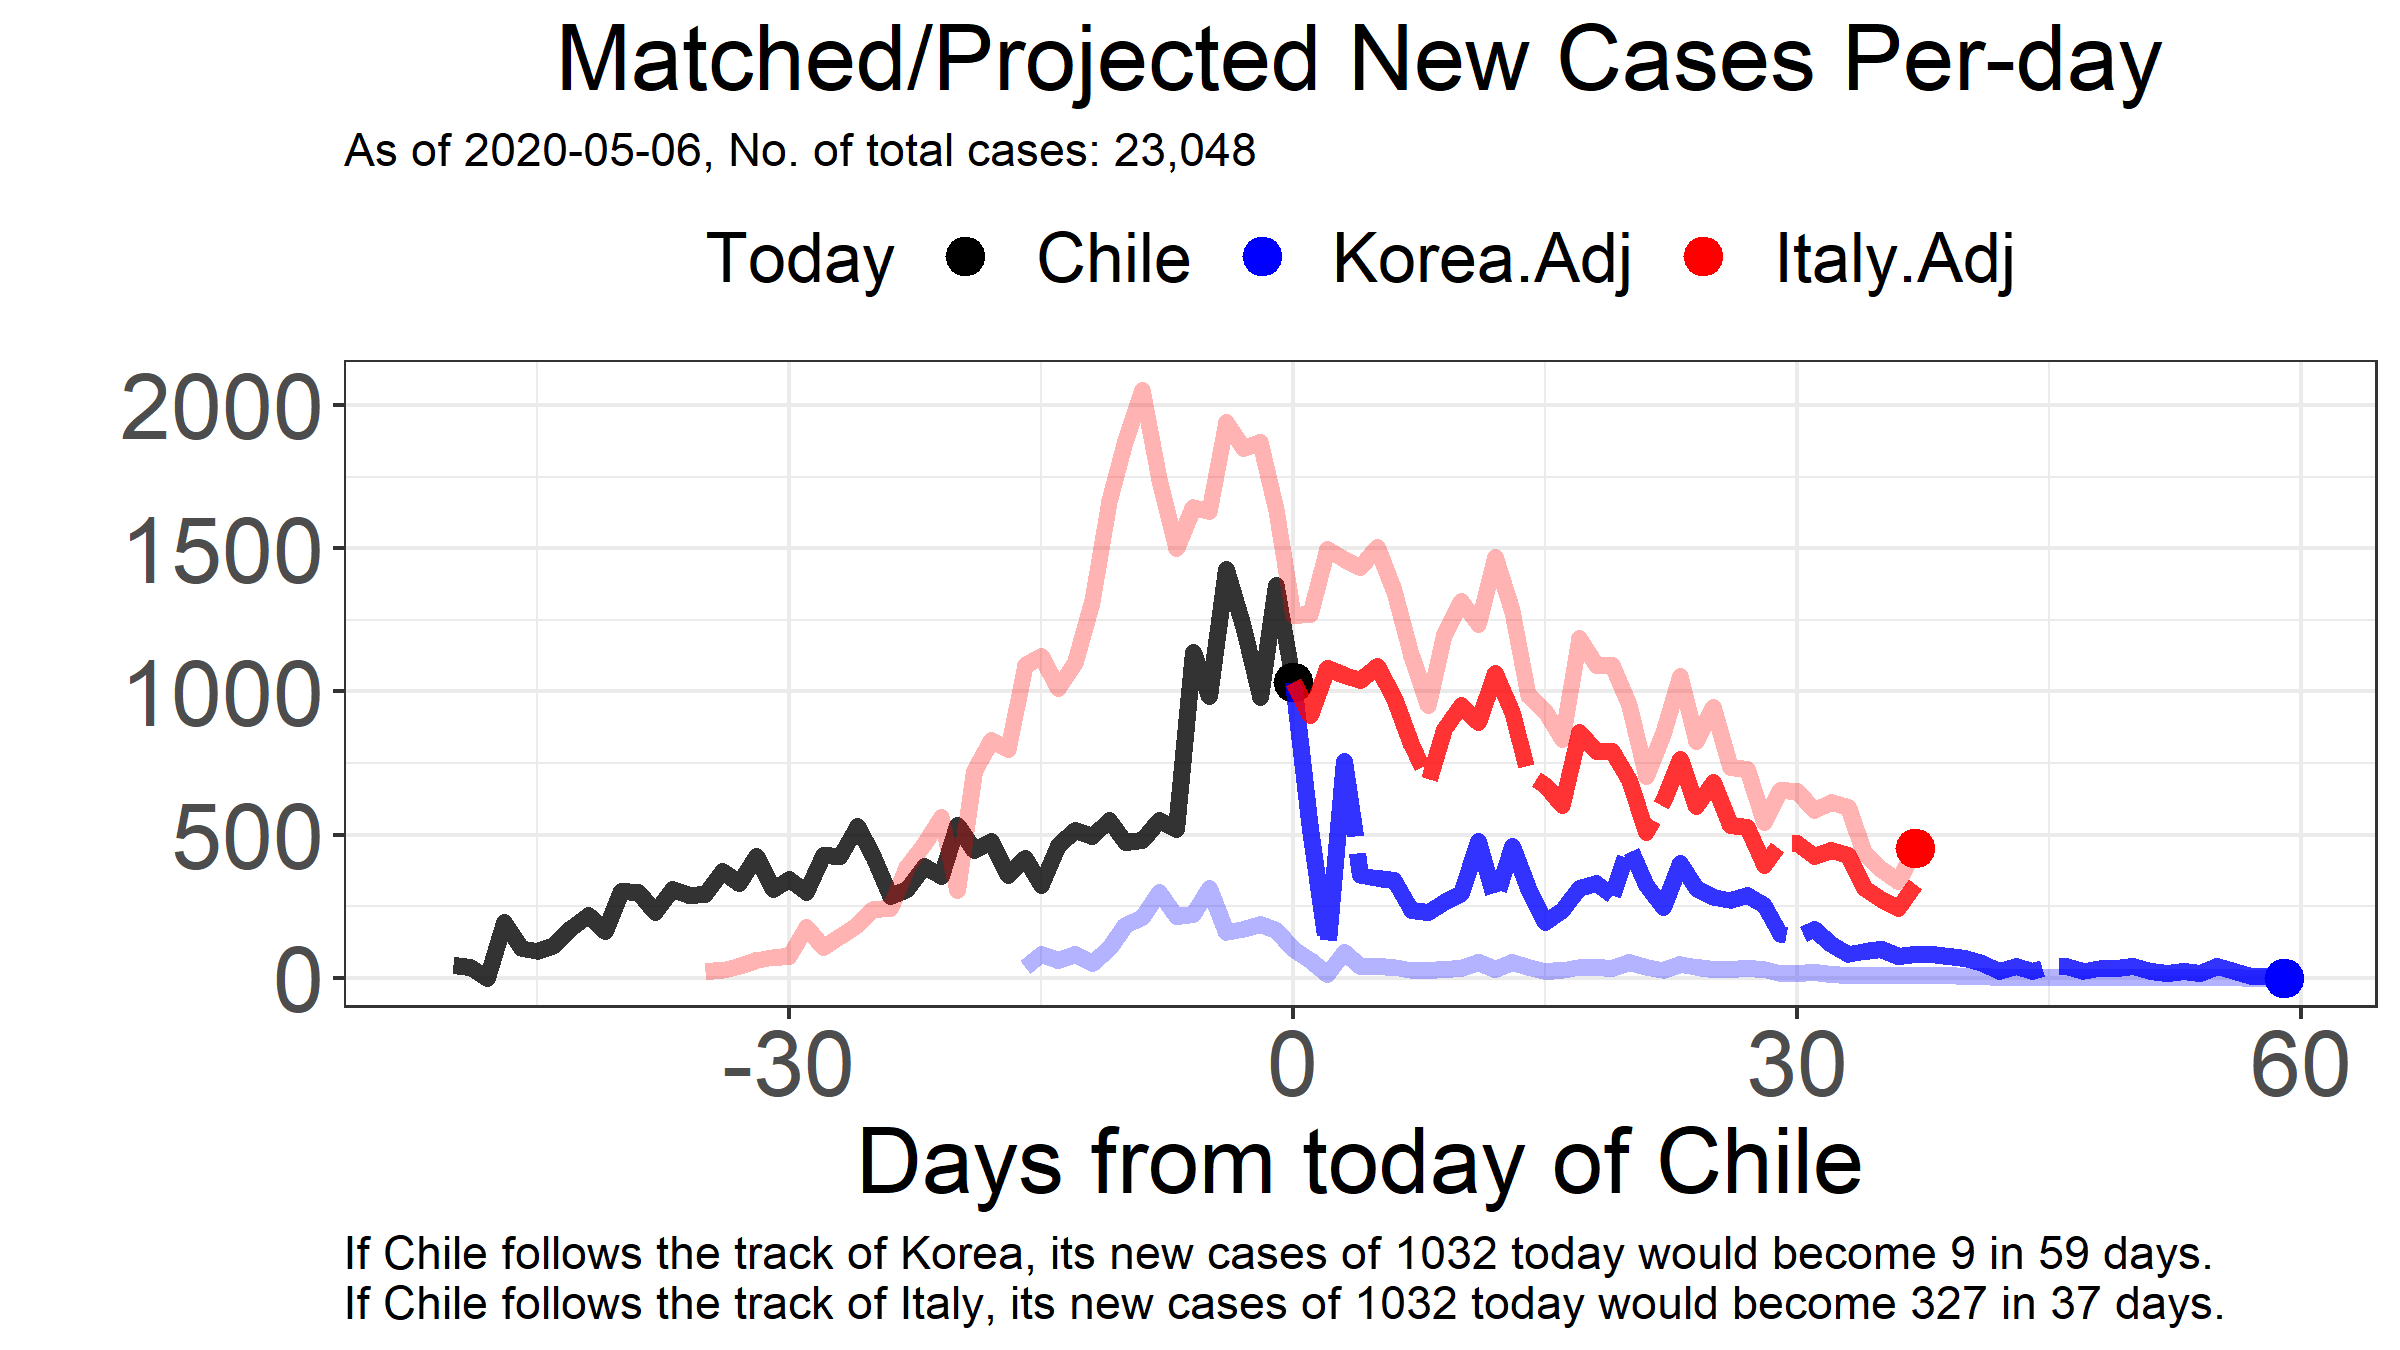 Matched/Projected New Cases Per-day
As of 2020-05-06, No. of total cases: 23,048
Today Chile Korea.Adj Italy.Adj
2000
1500
1000
500
0
-30 0 30 60
Days from today of Chile
If Chile follows the track of Korea, its new cases of 1032 today would become 9 in 59 days.
If Chile follows the track of Italy, its new cases of 1032 today would become 327 in 37 days.